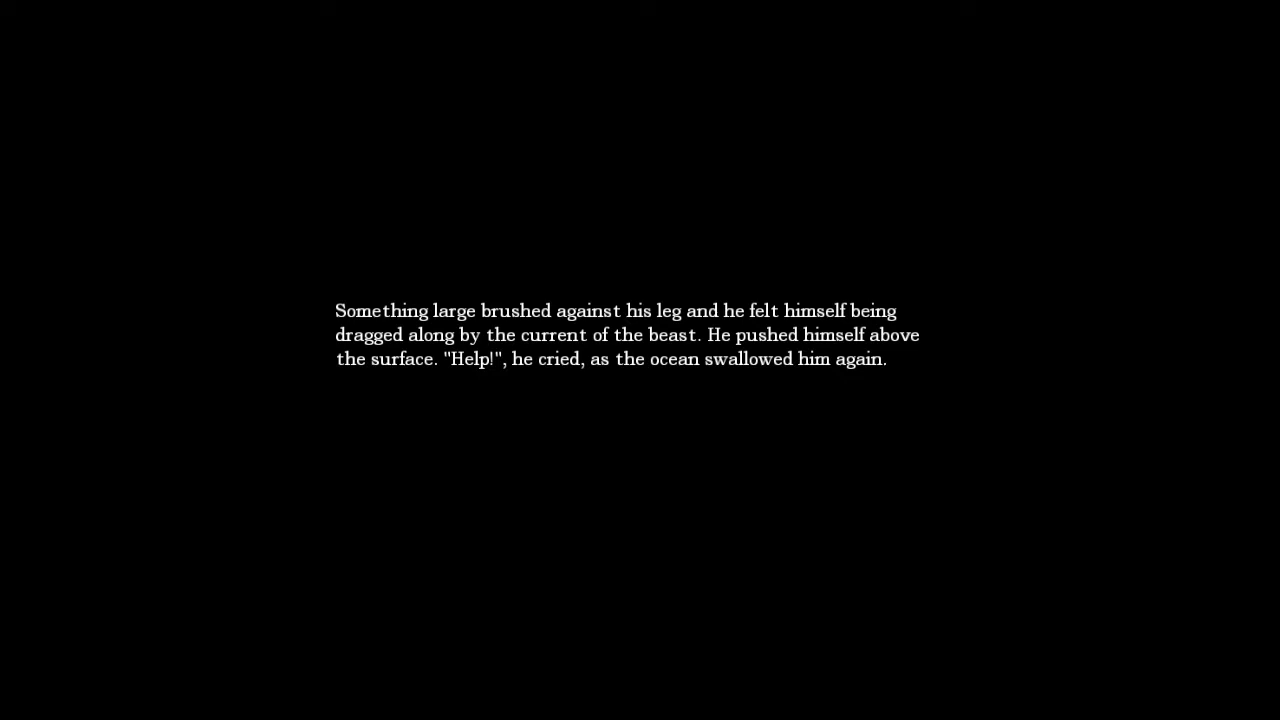 Something large brushed against his leg and he felt himself being
dragged along by the current of the beast. He pushed himself above
the surface. "Help!", he cried, as the ocean swallowed him again.